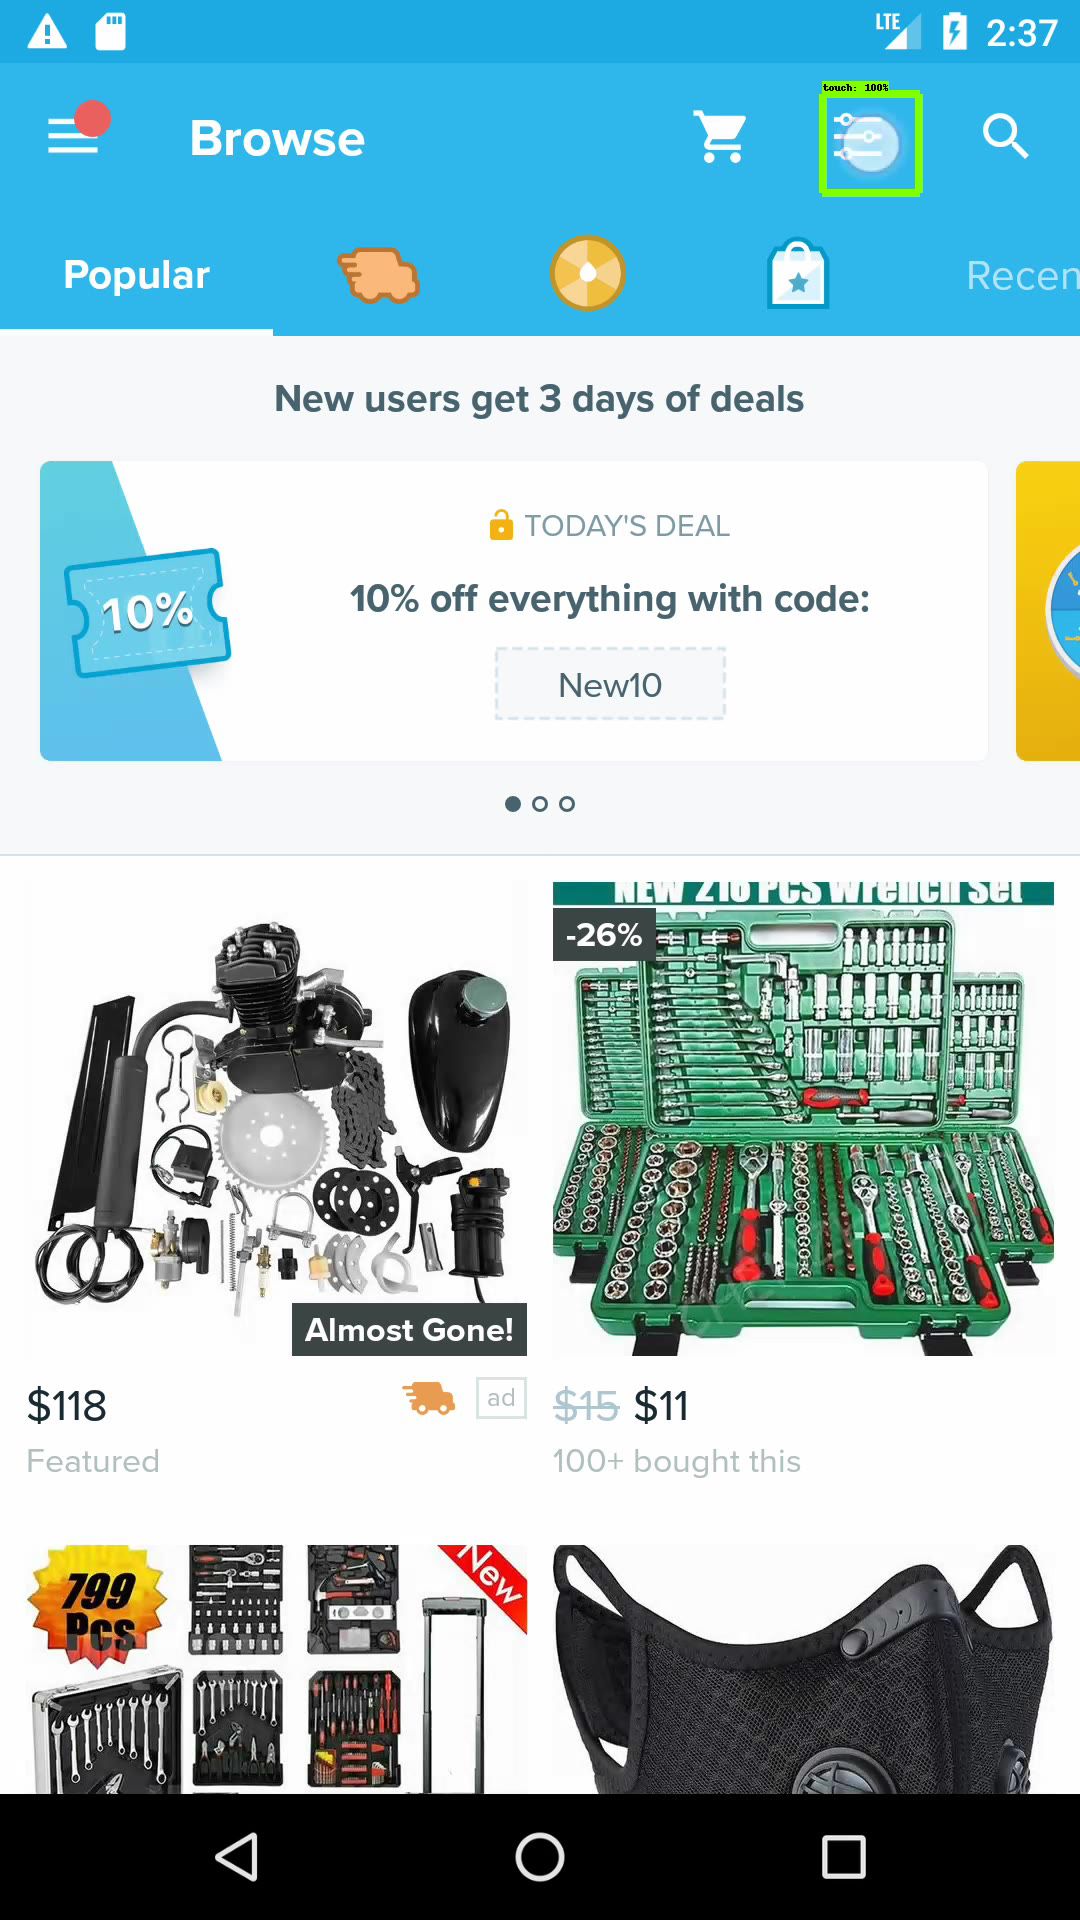 LTE 2:37
touch: 100%
Browse
Popular
Recen
New users get 3 days of deals
TODAY'S DEAL
10%
10% off everything with code:
New10
NEW 216 PCS Wrench Set
-26%
Almost Gone!
$118
ad
$15 $11
Featured
100+ bought this
799
Pcs
New